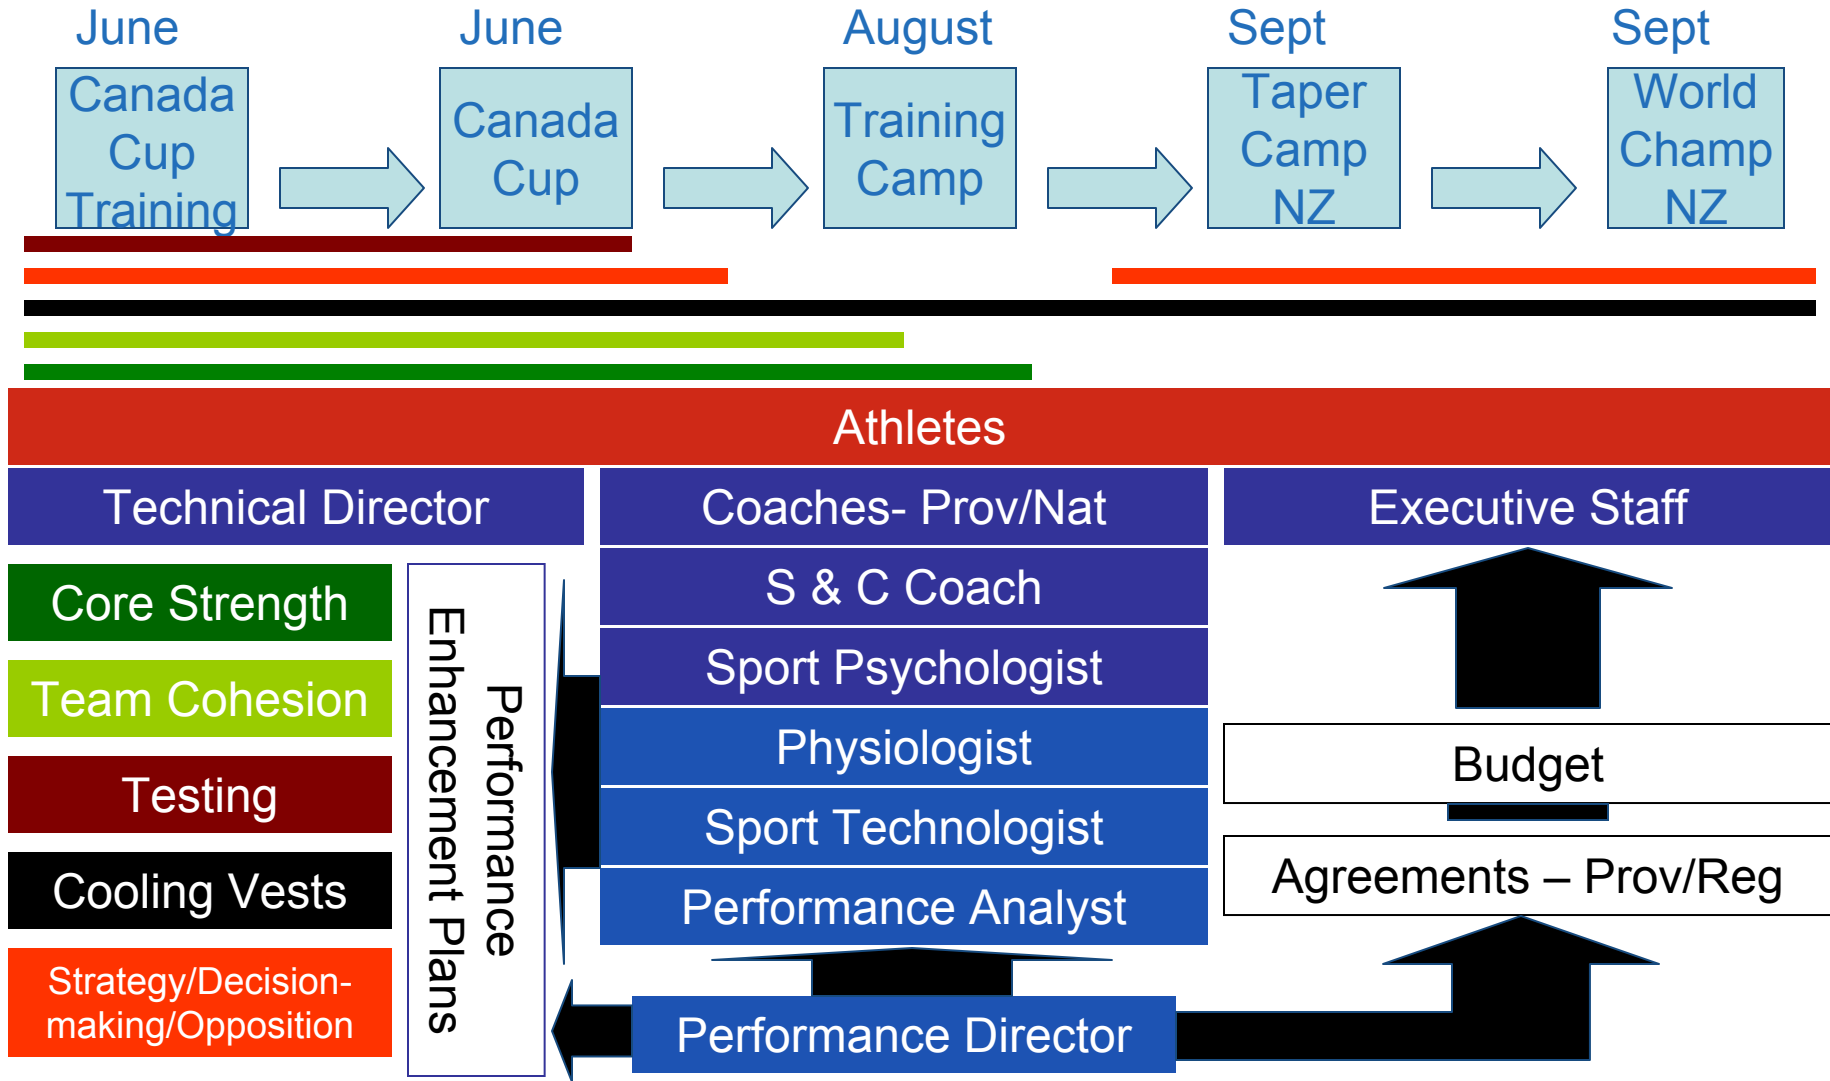 June
June
August
Sept
Sept
Canada
Cup
Training
Canada
Cup
Training
Camp
Taper
Camp
NZ
World
Champ
NZ
Athletes
Technical Director
Coaches- Prov/Nat
Executive Staff
Core Strength
Team Cohesion
Testing
Cooling Vests
Strategy/Decision-
making/Opposition
Performance
Enhancement Plans
S & C Coach
Sport Psychologist
Physiologist
Sport Technologist
Performance Analyst
Performance Director
Budget
Agreements – Prov/Reg